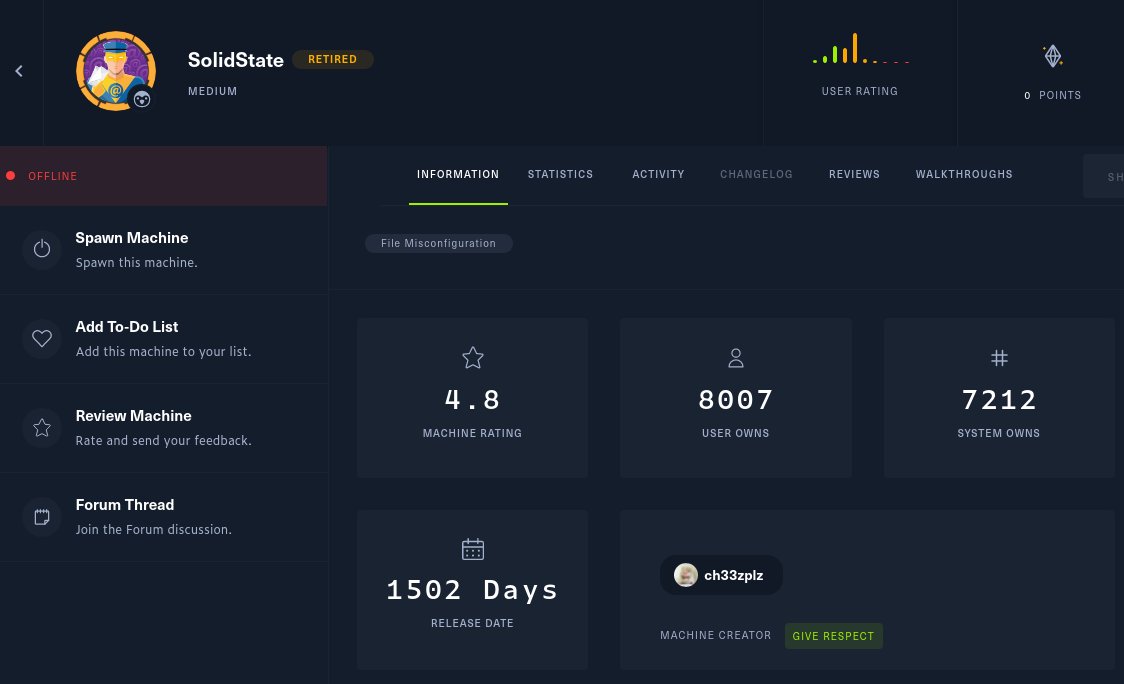 SolidState RETIRED
MEDIUM
USER RATING
0 POINTS
OFFLINE
INFORMATION STATISTICS ACTIVITY CHANGELOG REVIEWS WALKTHROUGHS SH
File Misconfiguration
Spawn Machine
Spawn this machine.
Add To-Do List
Add this machine to your list.
Review Machine
Rate and send your feedback.
Forum Thread
Join the Forum discussion.
4.8
MACHINE RATING
8007
USER OWNS
7212
SYSTEM OWNS
1502 Days
RELEASE DATE
ch33zplz
MACHINE CREATOR GIVE RESPECT